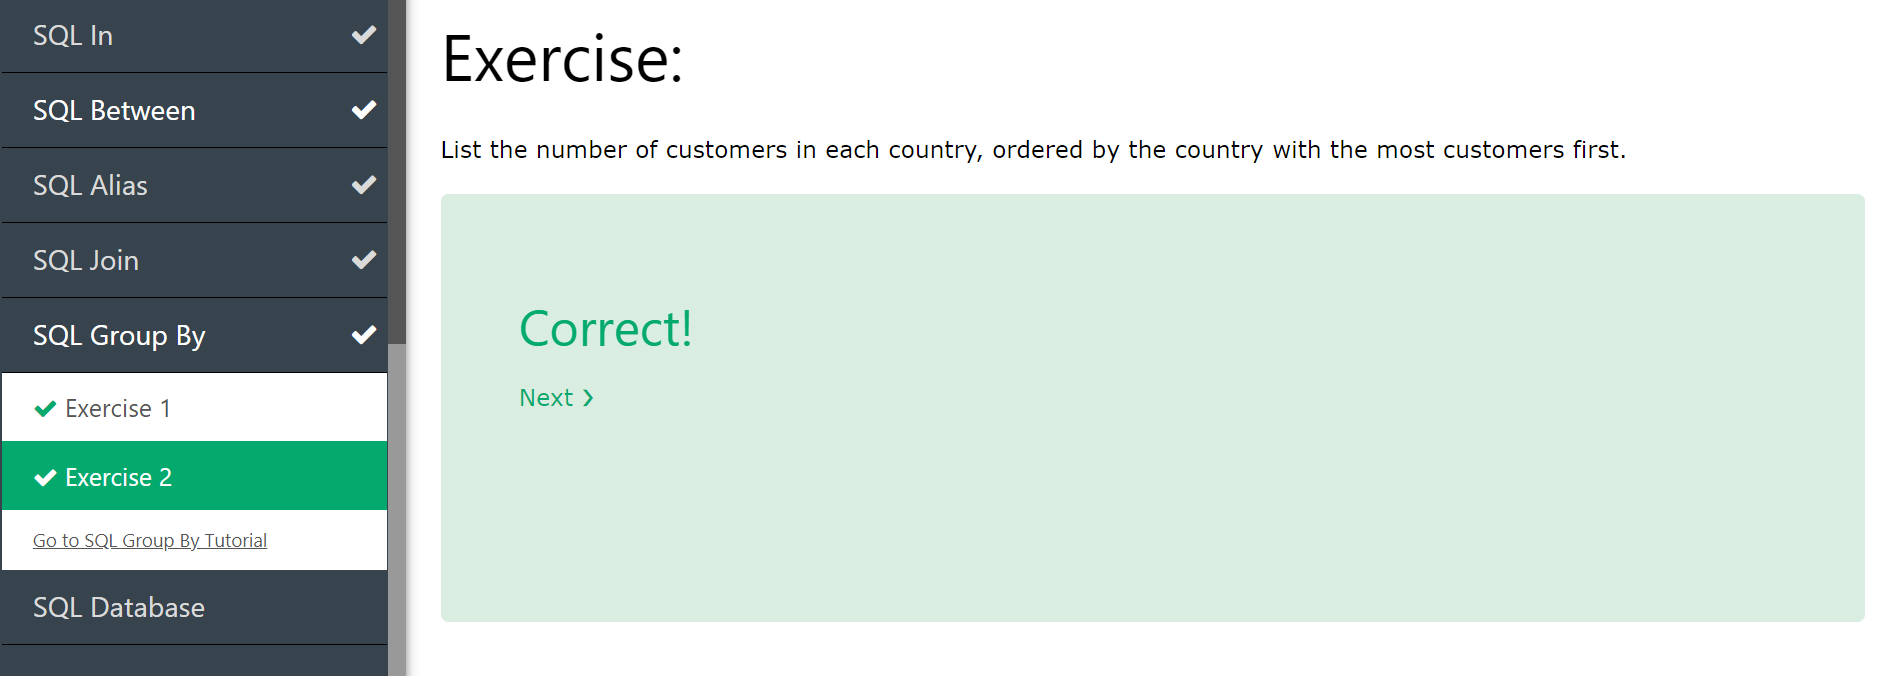 SQL In
SQL Between
SQL Alias
SQL Join
SQL Group By
Exercise 1
Exercise 2
Go to SQL Group By Tutorial
SQL Database
Exercise:
List the number of customers in each country, ordered by the country with the most customers first.
Correct!
Next ❯